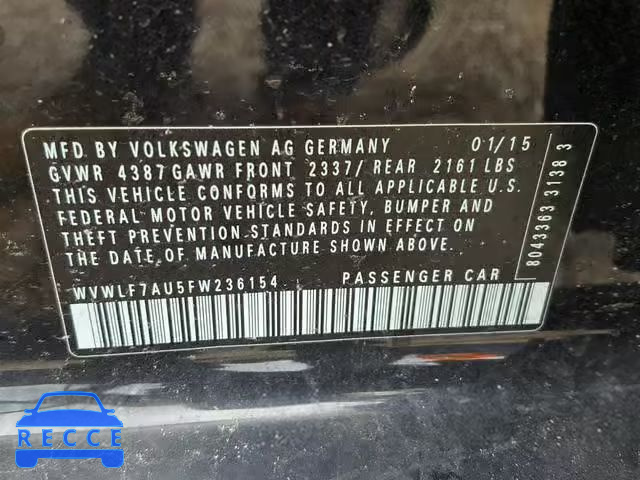 MFD BY VOLKSWAGEN AG GERMANY 01/15
GVWR 4387 GAWR FRONT 2337/ REAR 2161 LBS
THIS VEHICLE CONFORMS TO ALL APPLICABLE U.S.
FEDERAL MOTOR VEHICLE SAFETY, BUMPER AND
THEFT PREVENTION STANDARDS IN EFFECT ON
THE DATE OF MANUFACTURE SHOWN ABOVE.
WVWLF7AU5FW236154 PASSENGER CAR
8043363 3138 3
RECCE